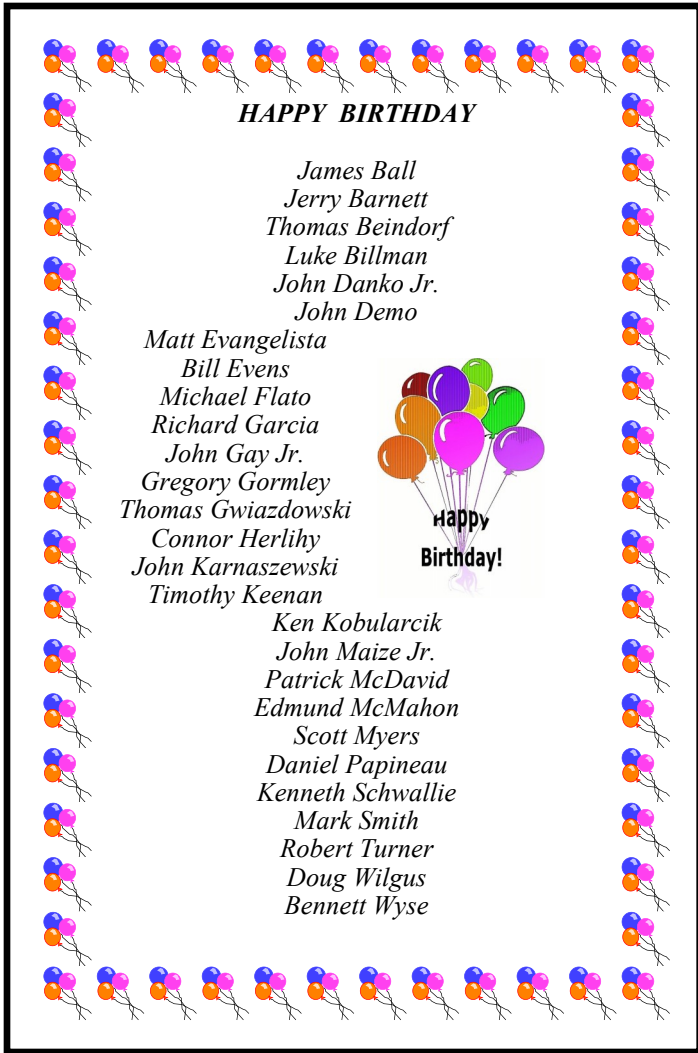 HAPPY BIRTHDAY
James Ball
Jerry Barnett
Thomas Beindorf
Luke Billman
John Danko Jr.
John Demo
Matt Evangelista
Bill Evens
Michael Flato
Richard Garcia
John Gay Jr.
Gregory Gormley
Thomas Gwiazdowski
Connor Herlihy
John Karnaszewski
Timothy Keenan
Happy
Birthday!
Ken Kobularcik
John Maize Jr.
Patrick McDavid
Edmund McMahon
Scott Myers
Daniel Papineau
Kenneth Schwallie
Mark Smith
Robert Turner
Doug Wilgus
Bennett Wyse